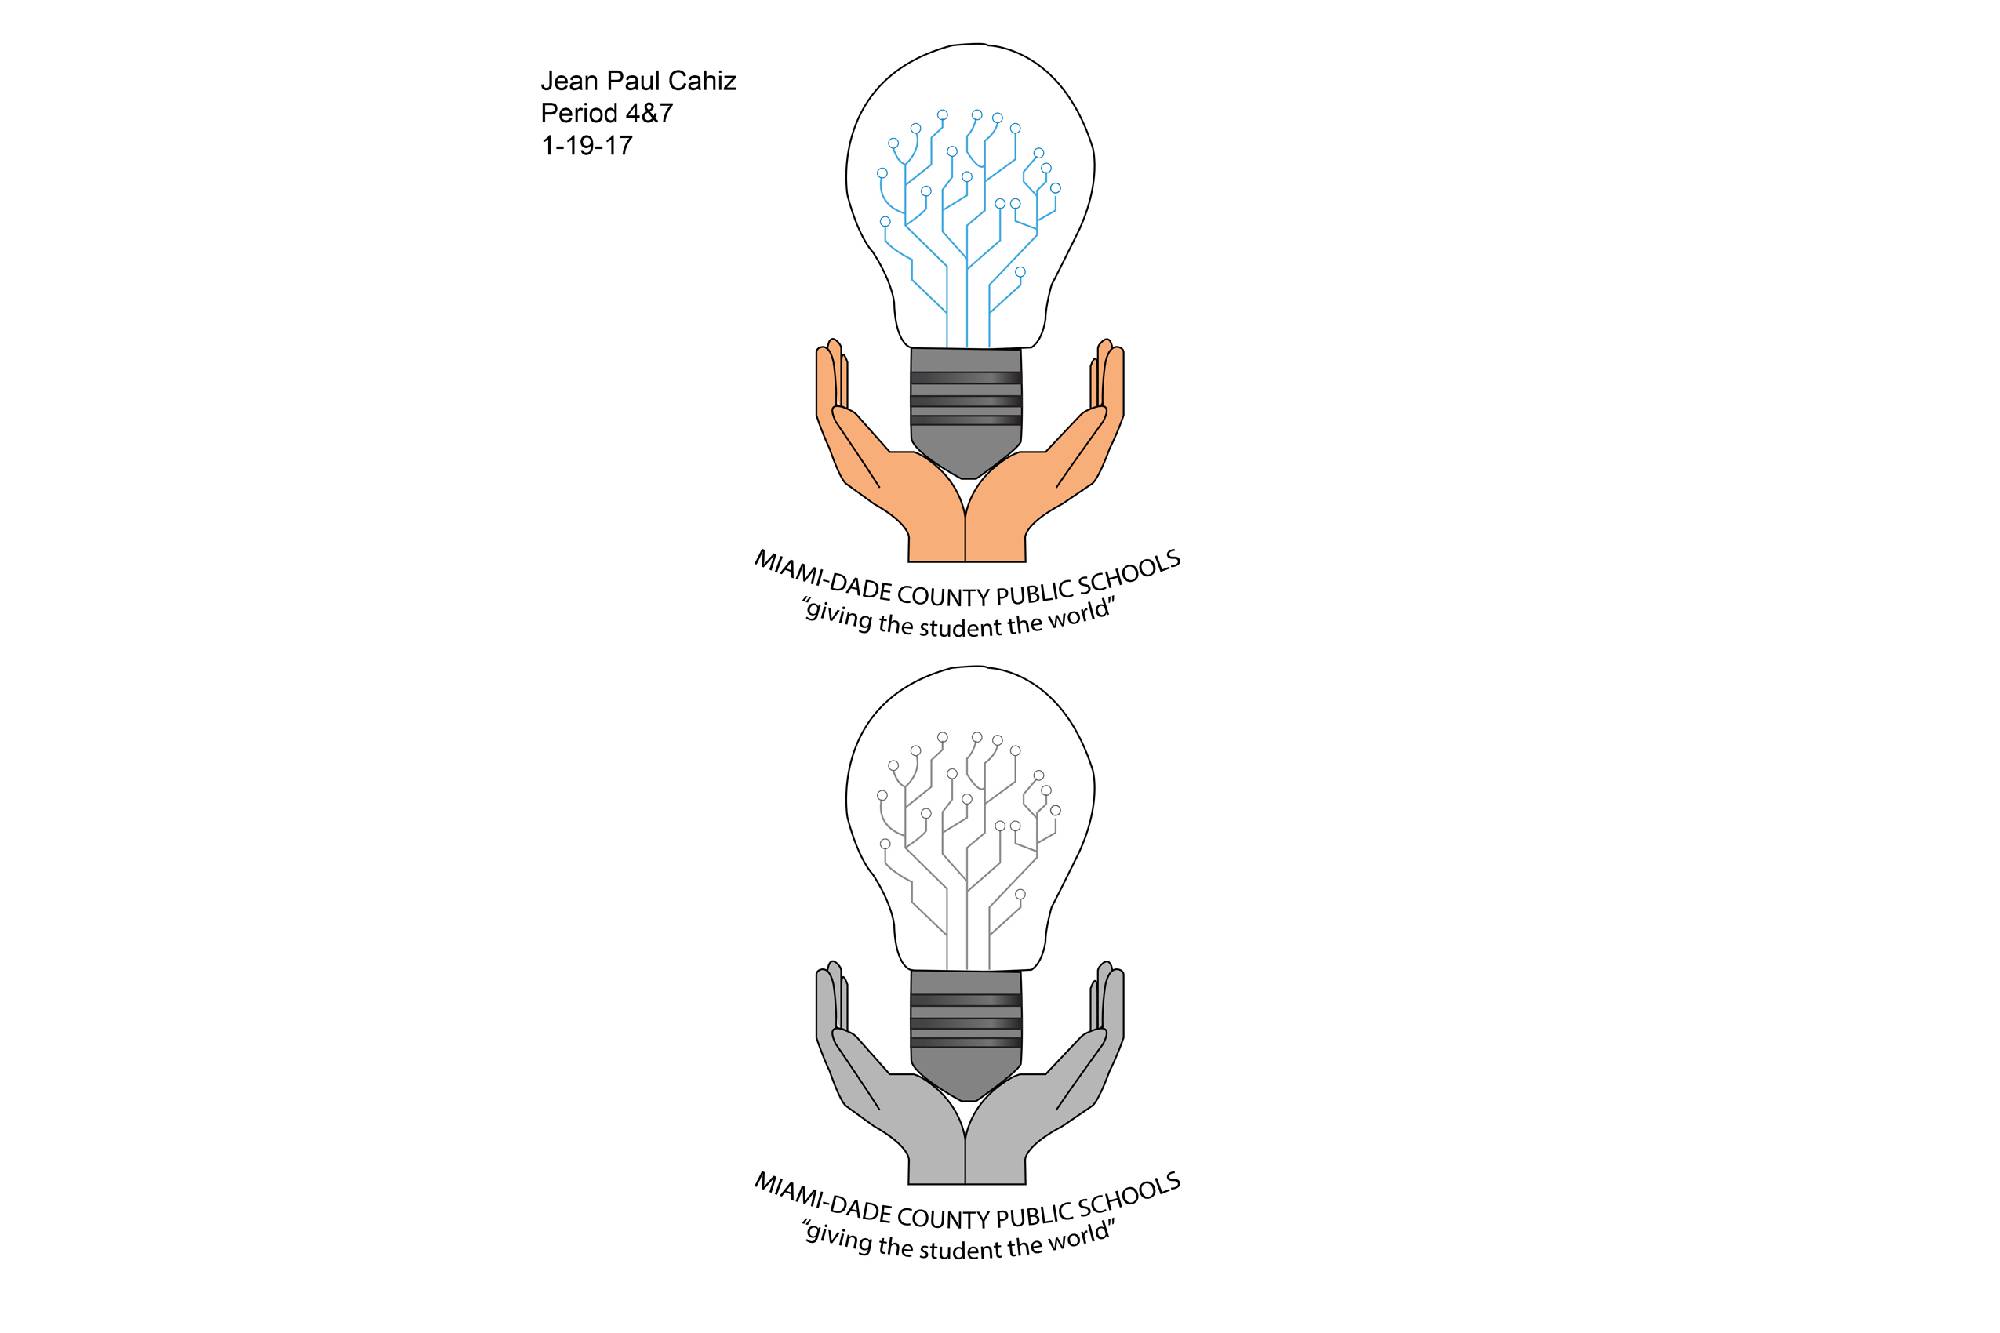 Jean Paul Cahiz
Period 4&7
1-19-17
MIAMI-DADE COUNTY PUBLIC SCHOOLS
“giving the student the world”
MIAMI-DADE COUNTY PUBLIC SCHOOLS
“giving the student the world”